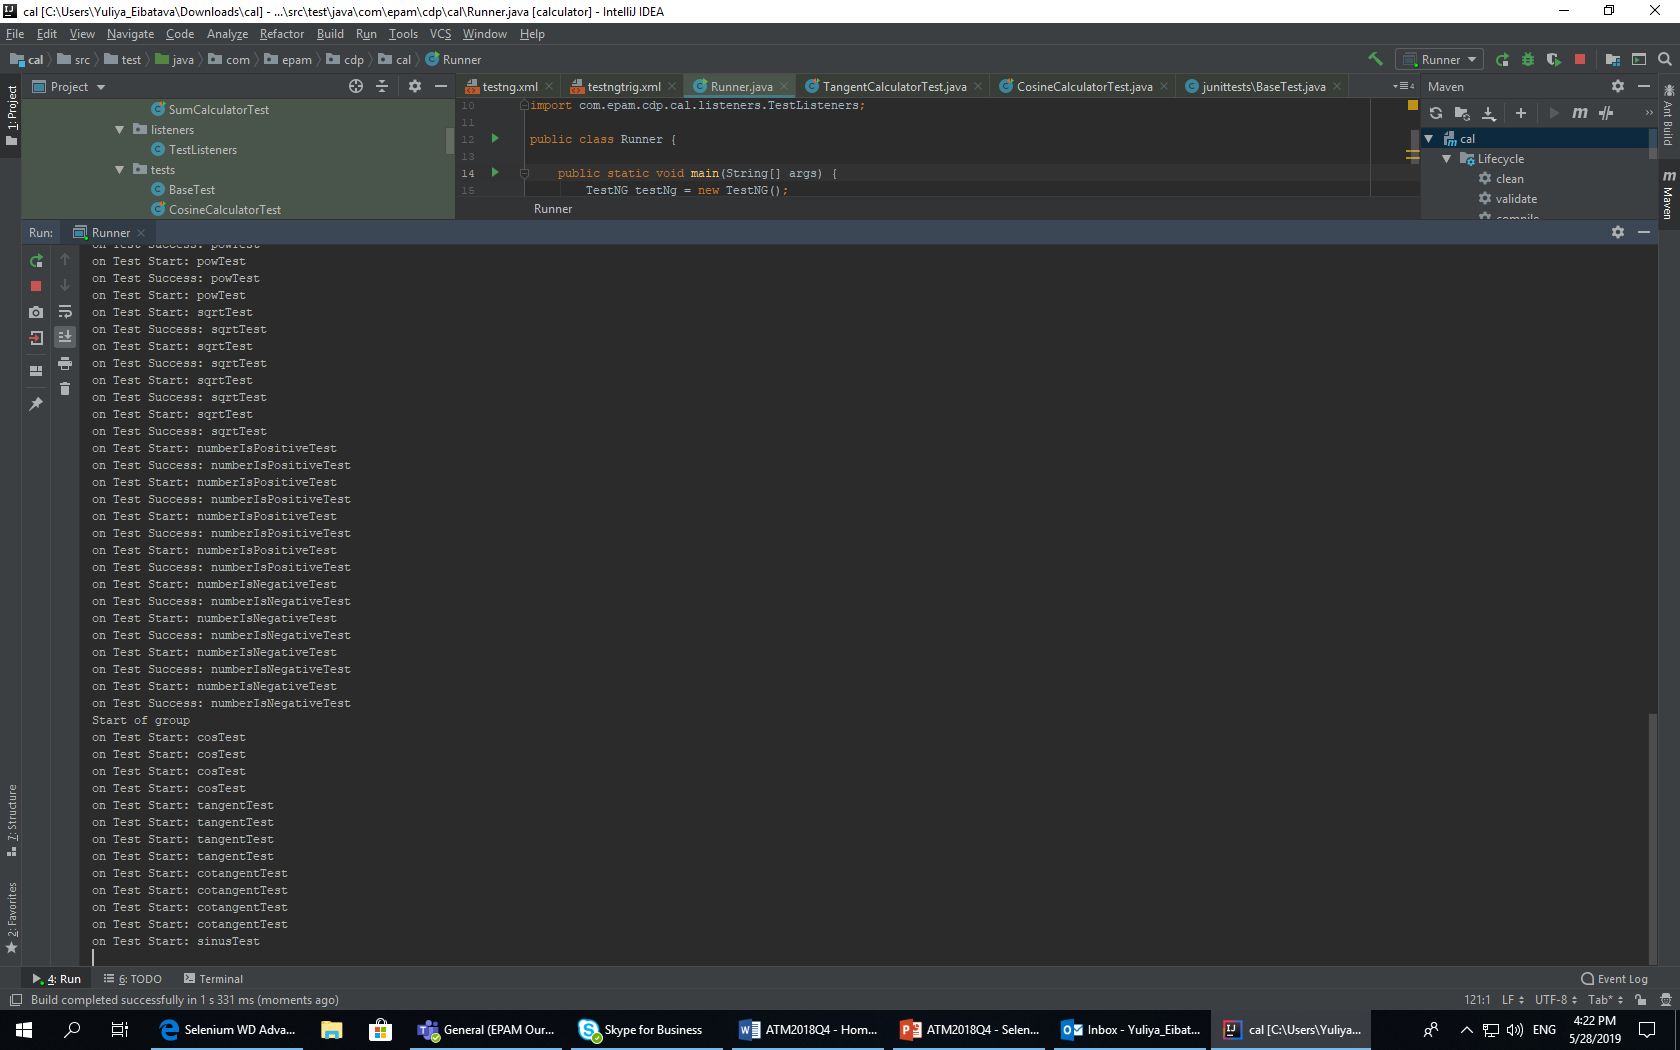 cal [C:\Users\Yuliya_Eibatava\Downloads\cal] - ...\src\test\java\com\epam\cdp\cal\Runner.java [calculator] - IntelliJ IDEA
File Edit View Navigate Code Analyze Refactor Build Run Tools VCS Window Help
cal src test java com epam cdp cal Runner
Runner
Project
testng.xml testngtrig.xml Runner.java TangentCalculatorTest.java CosineCalculatorTest.java junittests\BaseTest.java
Maven
1: Project
SumCalculatorTest
listeners
TestListeners
tests
BaseTest
CosineCalculatorTest
10 import com.epam.cdp.cal.listeners.TestListeners;
11
12 public class Runner {
13
14 public static void main(String[] args) {
15 TestNG testNg = new TestNG();
Runner
cal
Lifecycle
clean
validate
compile
Ant Build
Maven
Run: Runner
on Test Success: powTest
on Test Start: powTest
on Test Success: powTest
on Test Start: powTest
on Test Start: sqrtTest
on Test Success: sqrtTest
on Test Start: sqrtTest
on Test Success: sqrtTest
on Test Start: sqrtTest
on Test Success: sqrtTest
on Test Start: sqrtTest
on Test Success: sqrtTest
on Test Start: numberIsPositiveTest
on Test Success: numberIsPositiveTest
on Test Start: numberIsPositiveTest
on Test Success: numberIsPositiveTest
on Test Start: numberIsPositiveTest
on Test Success: numberIsPositiveTest
on Test Start: numberIsPositiveTest
on Test Success: numberIsPositiveTest
on Test Start: numberIsNegativeTest
on Test Success: numberIsNegativeTest
on Test Start: numberIsNegativeTest
on Test Success: numberIsNegativeTest
on Test Start: numberIsNegativeTest
on Test Success: numberIsNegativeTest
on Test Start: numberIsNegativeTest
on Test Success: numberIsNegativeTest
Start of group
on Test Start: cosTest
on Test Start: cosTest
on Test Start: cosTest
on Test Start: cosTest
on Test Start: tangentTest
on Test Start: tangentTest
on Test Start: tangentTest
on Test Start: tangentTest
on Test Start: cotangentTest
on Test Start: cotangentTest
on Test Start: cotangentTest
on Test Start: cotangentTest
on Test Start: sinusTest
7: Structure
2: Favorites
4: Run 6: TODO Terminal Event Log
Build completed successfully in 1 s 331 ms (moments ago) 121:1 LF UTF-8 Tab*
Selenium WD Adva... General (EPAM Our... Skype for Business ATM2018Q4 - Hom... ATM2018Q4 - Selen... Inbox - Yuliya_Eibat... cal [C:\Users\Yuliya... ENG
4:22 PM
5/28/2019